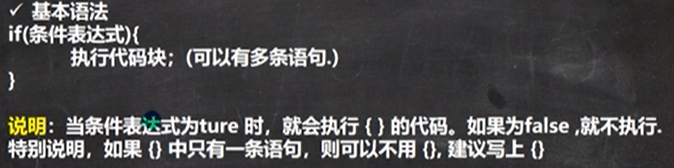 ✓ 基本语法
if(条件表达式){
执行代码块；(可以有多条语句.)
}
说明：当条件表达式为ture 时，就会执行 { } 的代码。如果为false ,就不执行.
特别说明，如果 {} 中只有一条语句，则可以不用 {}, 建议写上 {}